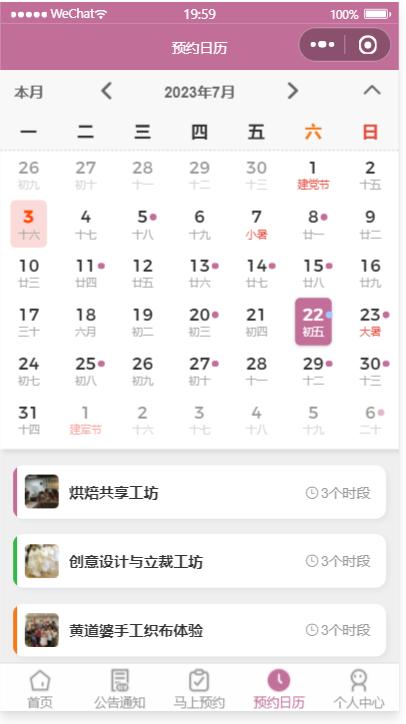 WeChat 19:59 100%
预约日历
本月 2023年7月
一 二 三 四 五 六 日
26 27 28 29 30 1 2
初九 初十 十一 十二 十三 建党节 十五
3 4 5 6 7 8 9
十六 十七 十八 十九 小暑 廿一 廿二
10 11 12 13 14 15 16
廿三 廿四 廿五 廿六 廿七 廿八 廿九
17 18 19 20 21 22 23
三十 六月 初二 初三 初四 初五 大暑
24 25 26 27 28 29 30
初七 初八 初九 初十 十一 十二 十三
31 1 2 3 4 5 6
十四 建军节 十六 十七 十八 十九 二十
烘焙共享工坊 3个时段
创意设计与立裁工坊 3个时段
黄道婆手工织布体验 3个时段
首页 公告通知 马上预约 预约日历 个人中心